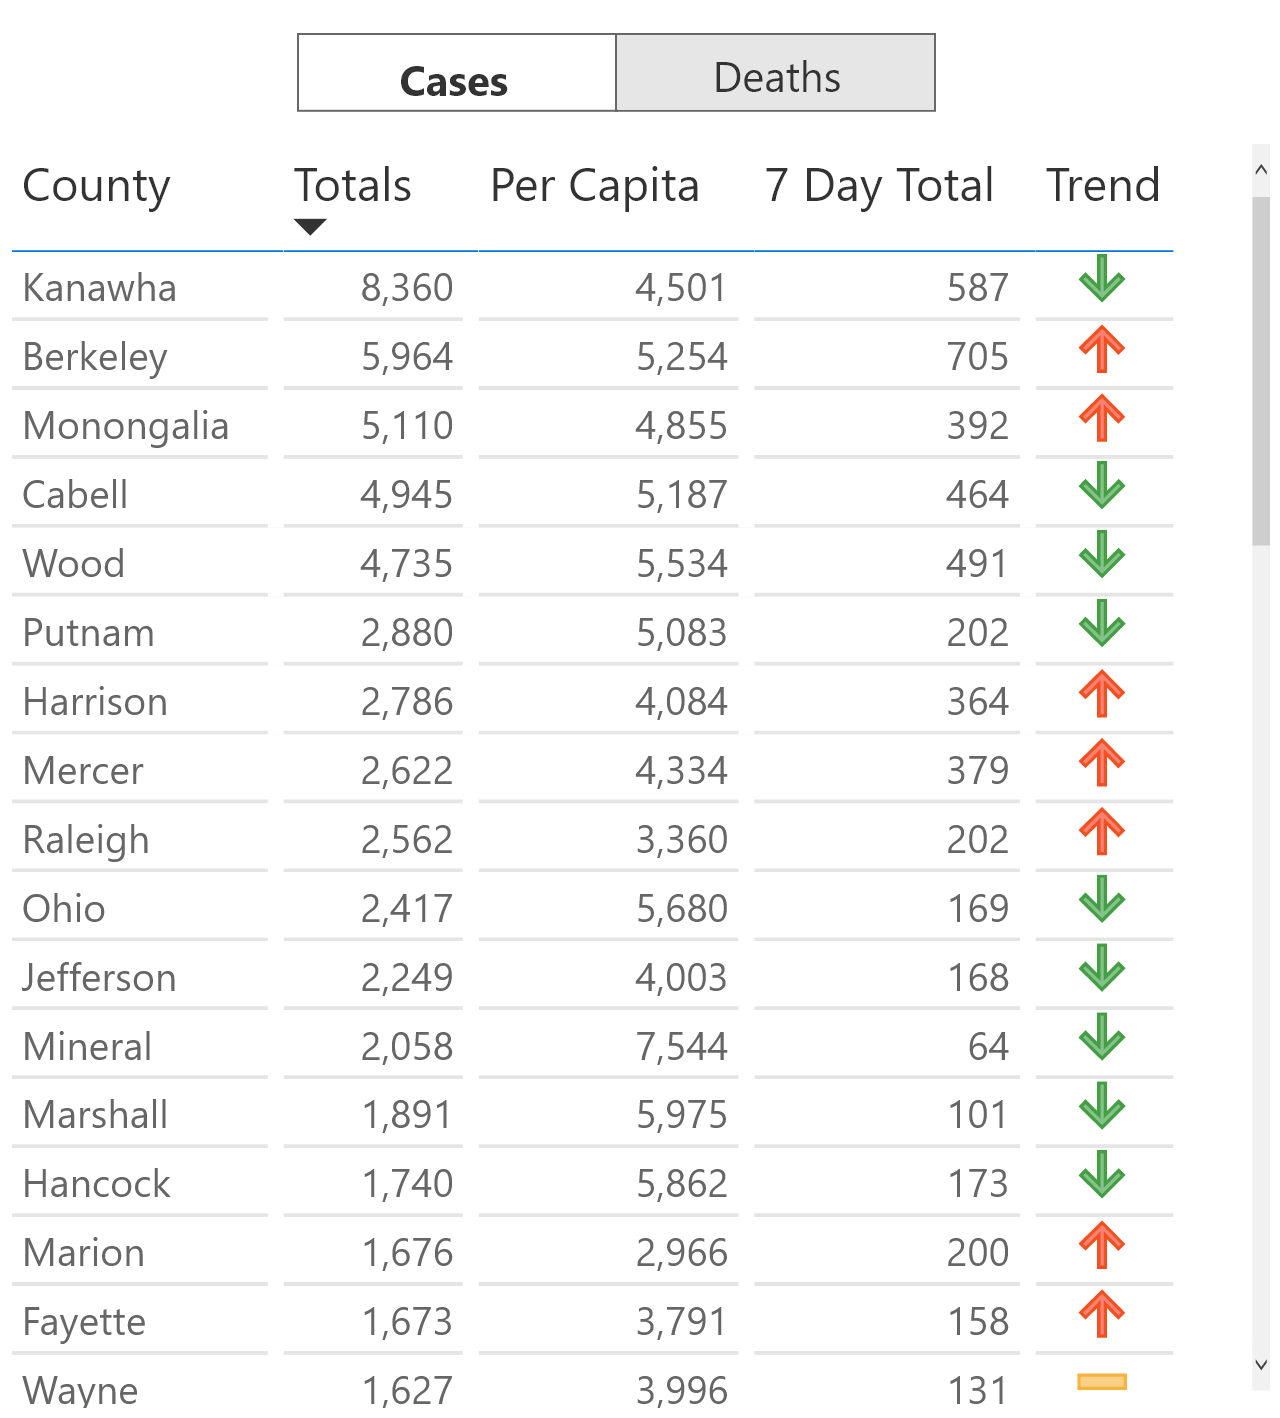 Cases Deaths
County Totals Per Capita 7 Day Total Trend
Kanawha 8,360 4,501 587
Berkeley 5,964 5,254 705
Monongalia 5,110 4,855 392
Cabell 4,945 5,187 464
Wood 4,735 5,534 491
Putnam 2,880 5,083 202
Harrison 2,786 4,084 364
Mercer 2,622 4,334 379
Raleigh 2,562 3,360 202
Ohio 2,417 5,680 169
Jefferson 2,249 4,003 168
Mineral 2,058 7,544 64
Marshall 1,891 5,975 101
Hancock 1,740 5,862 173
Marion 1,676 2,966 200
Fayette 1,673 3,791 158
Wayne 1,627 3,996 131